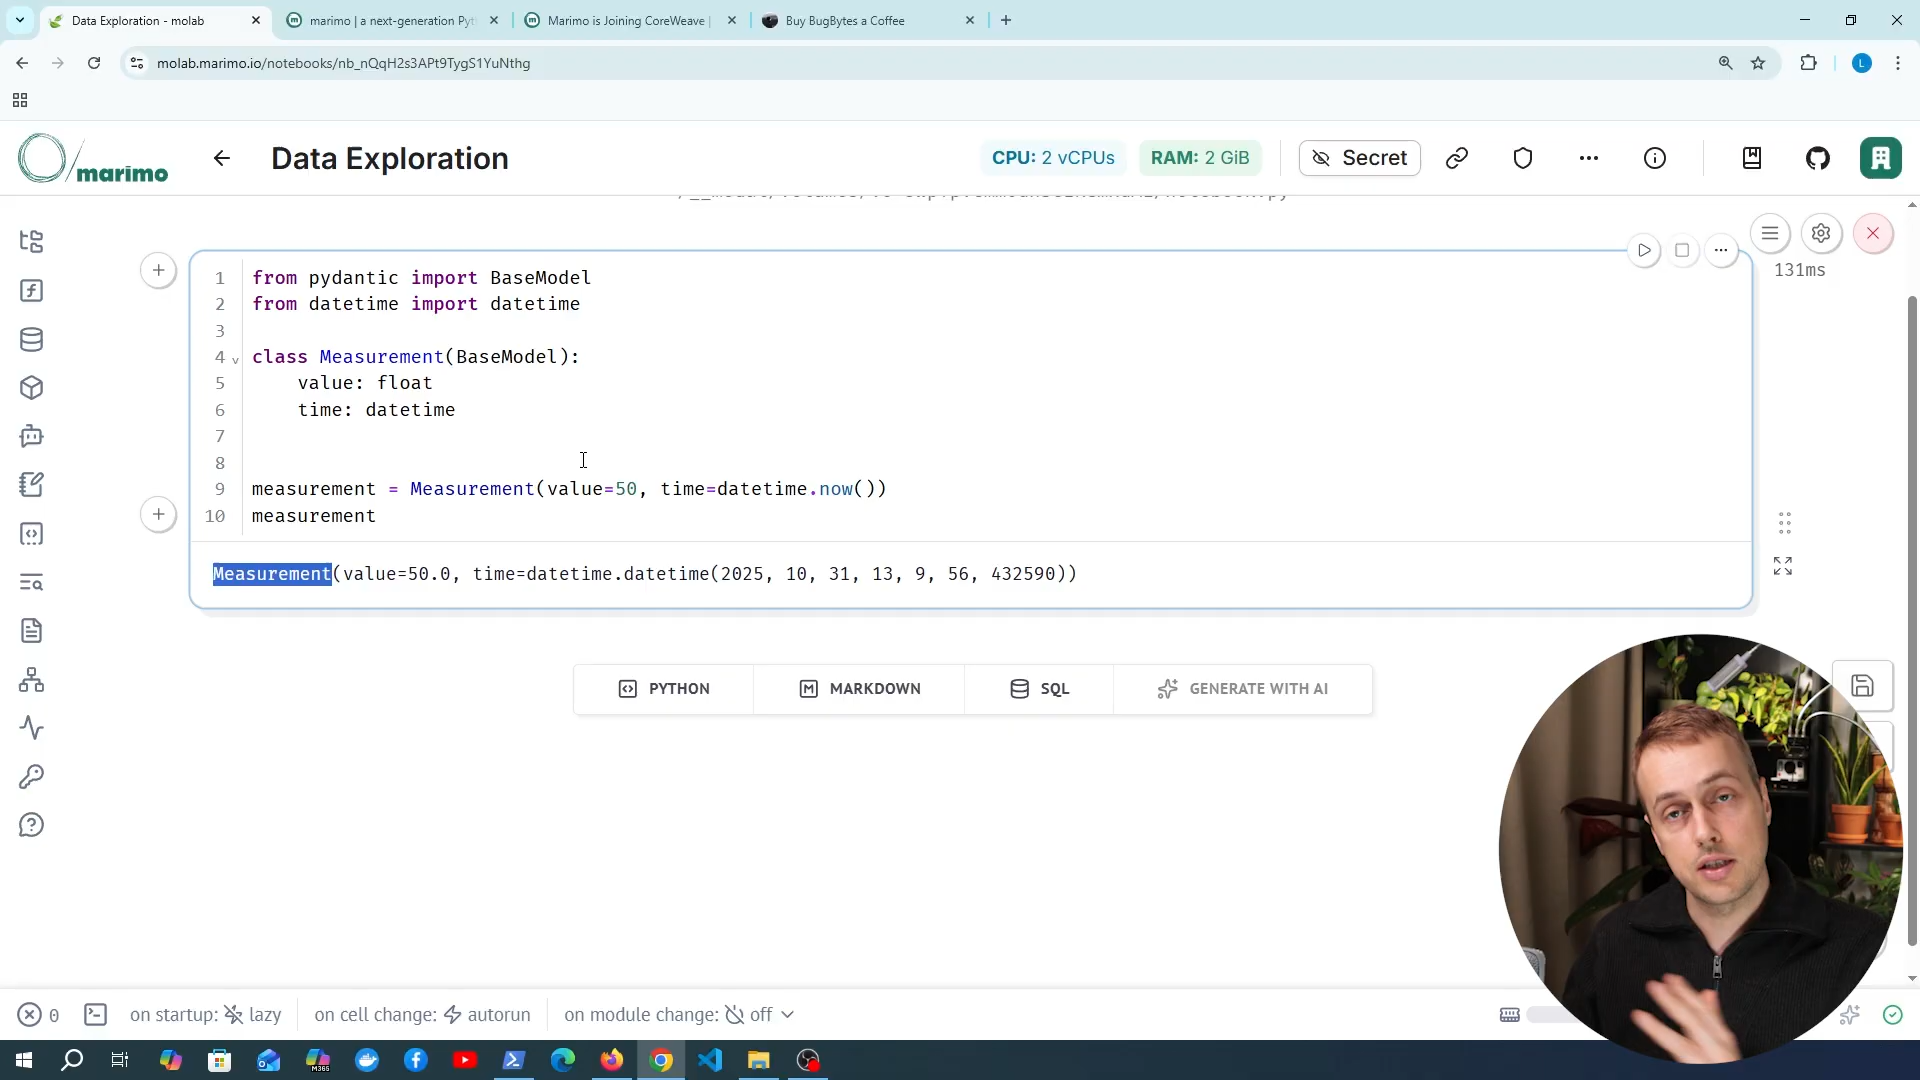 Data Exploration - molab
marimo | a next-generation Pyt
Marimo is Joining CoreWeave |
Buy BugBytes a Coffee
molab.marimo.io/notebooks/nb_nQqH2s3APt9TygS1YuNthg
L
marimo
Data Exploration
CPU: 2 vCPUs
RAM: 2 GiB
Secret
131ms
1 from pydantic import BaseModel
2 from datetime import datetime
3
4 class Measurement(BaseModel):
5 value: float
6 time: datetime
7
8
9 measurement = Measurement(value=50, time=datetime.now())
10 measurement
Measurement(value=50.0, time=datetime.datetime(2025, 10, 31, 13, 9, 56, 432590))
PYTHON
MARKDOWN
SQL
GENERATE WITH AI
0
on startup: lazy
on cell change: autorun
on module change: off
M365